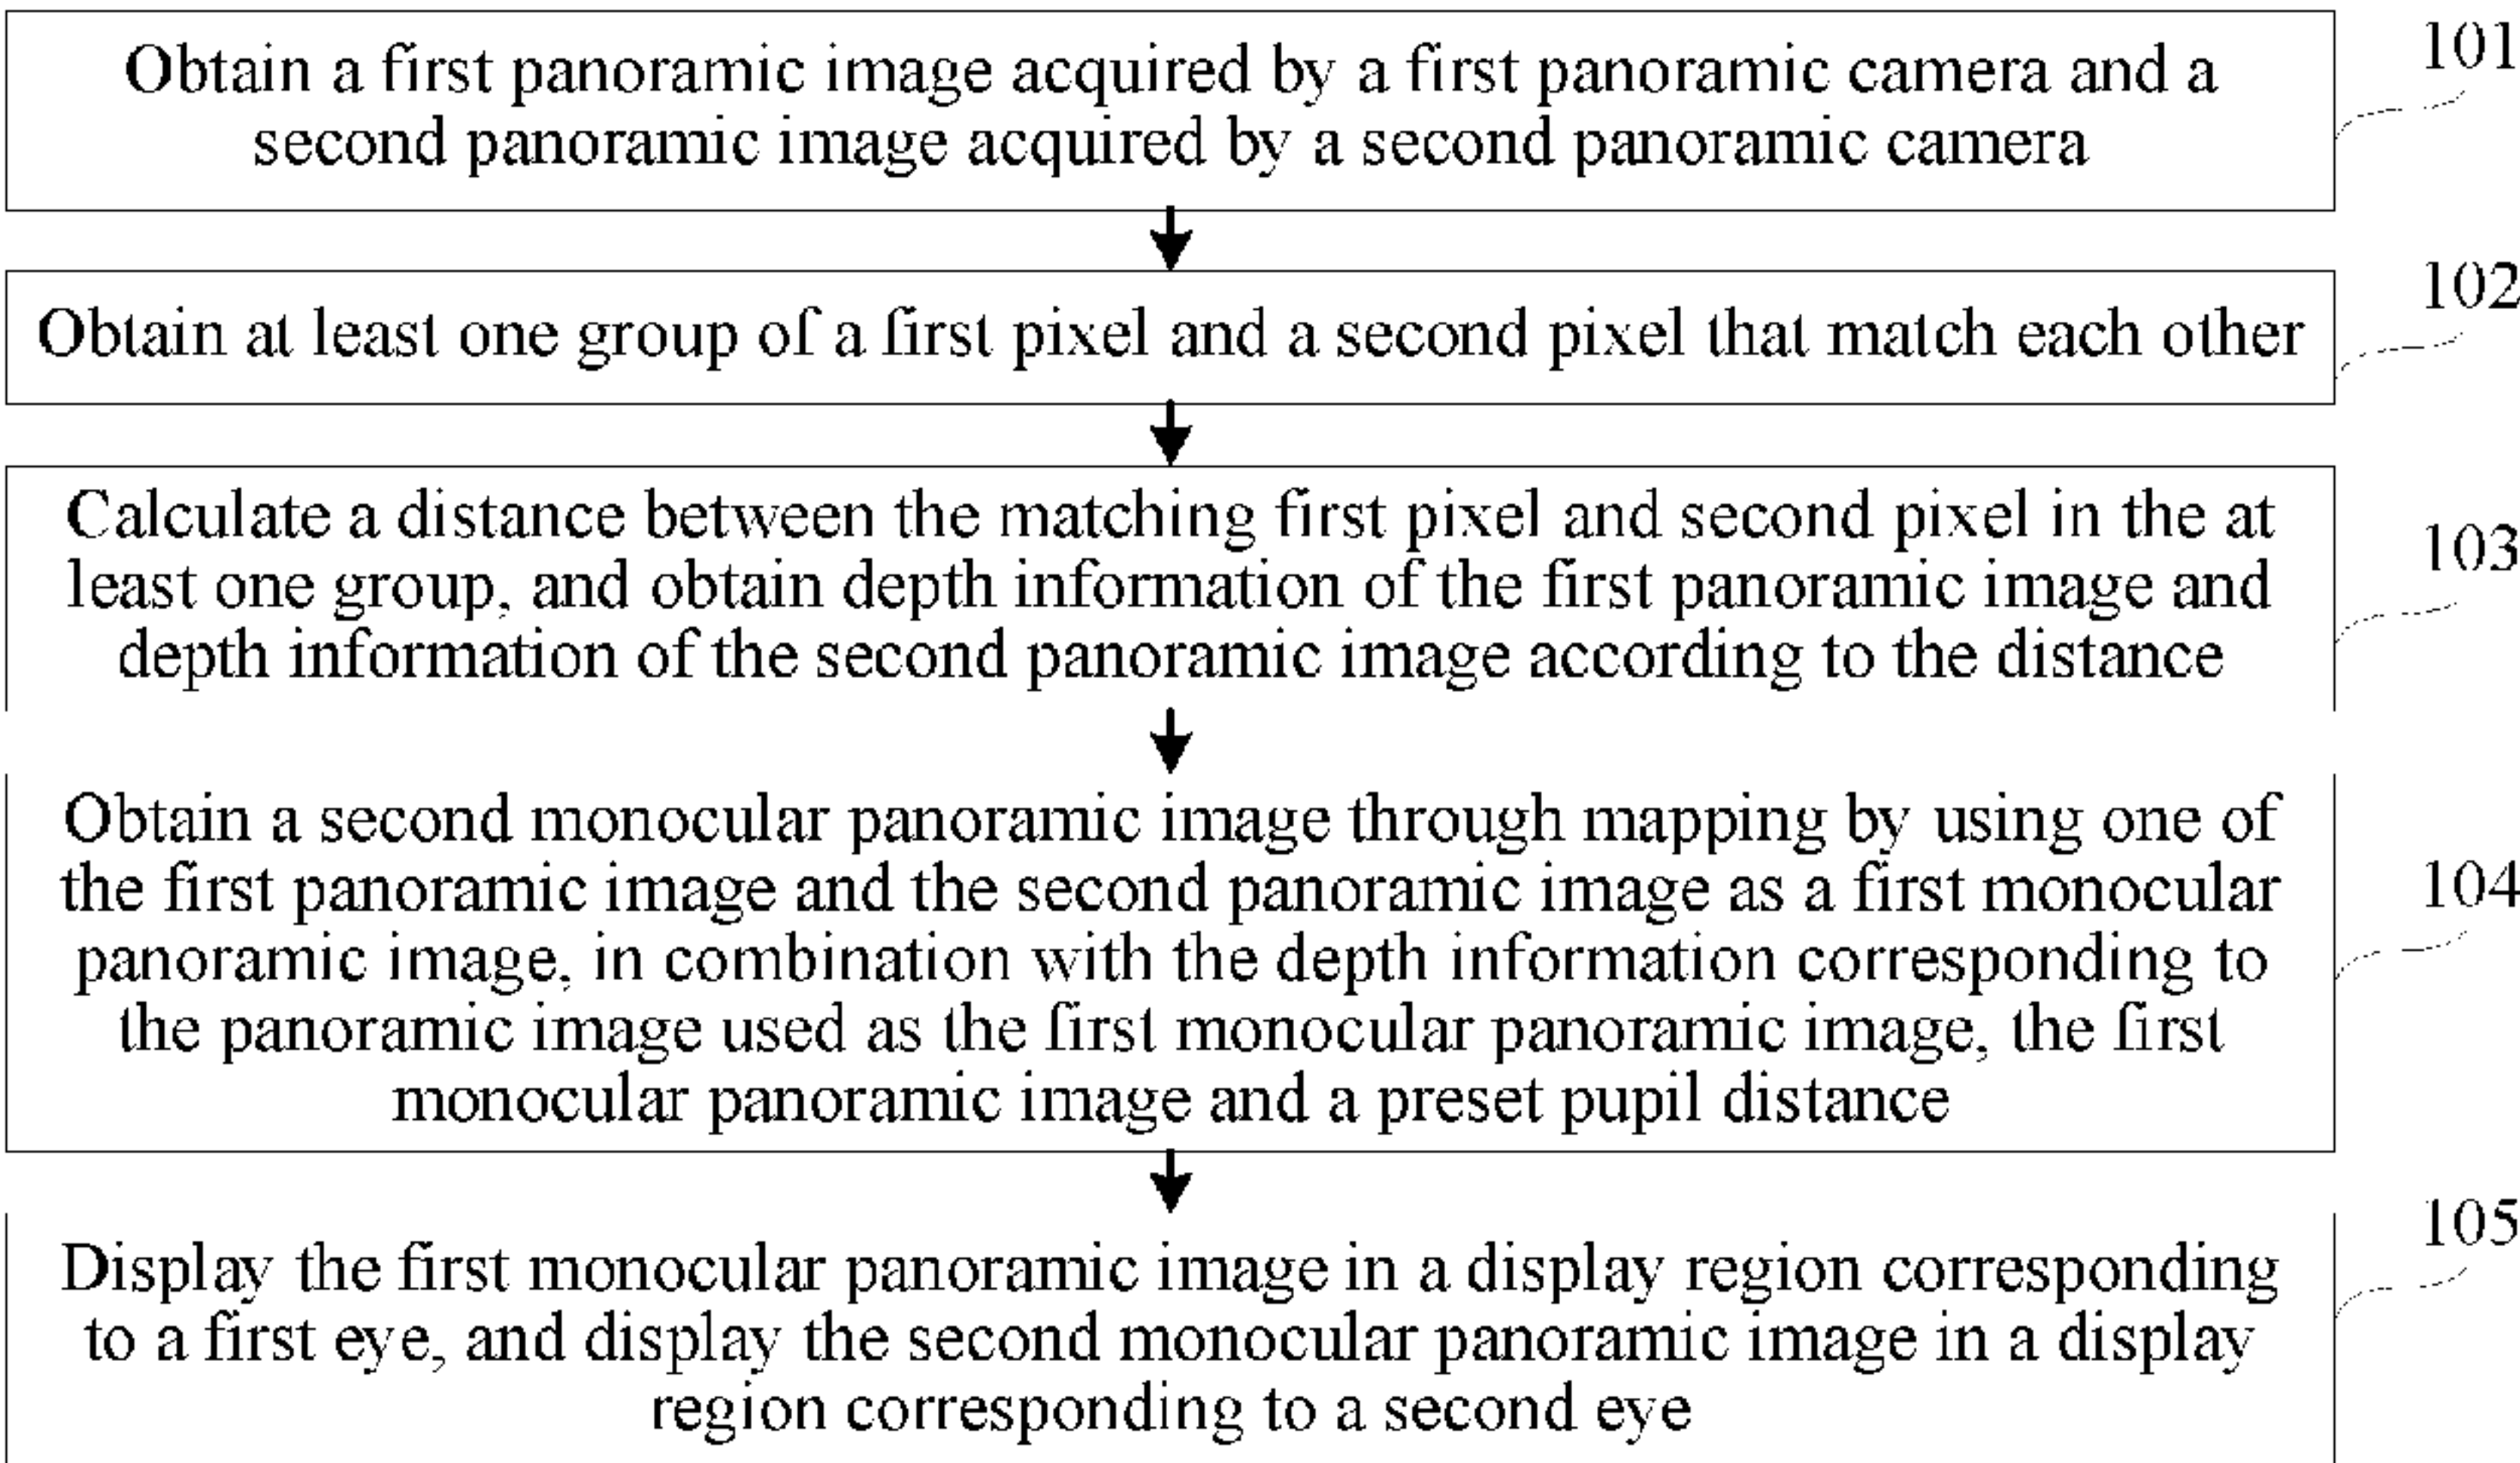 Obtain a first panoramic image acquired by a first panoramic camera and a
second panoramic image acquired by a second panoramic camera
101
Obtain at least one group of a first pixel and a second pixel that match each other
102
Calculate a distance between the matching first pixel and second pixel in the at
least one group, and obtain depth information of the first panoramic image and
depth information of the second panoramic image according to the distance
103
Obtain a second monocular panoramic image through mapping by using one of
the first panoramic image and the second panoramic image as a first monocular
panoramic image, in combination with the depth information corresponding to
the panoramic image used as the first monocular panoramic image, the first
monocular panoramic image and a preset pupil distance
104
Display the first monocular panoramic image in a display region corresponding
to a first eye, and display the second monocular panoramic image in a display
region corresponding to a second eye
105